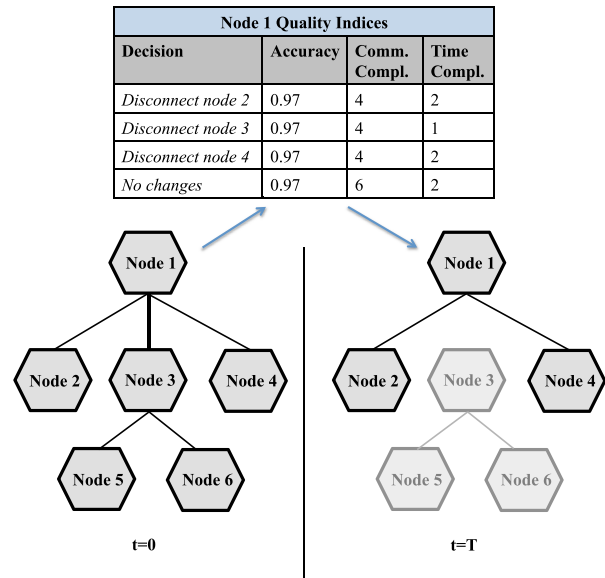 Node 1 Quality Indices
Decision Accuracy Comm. Compl. Time Compl.
Disconnect node 2 0.97 4 2
Disconnect node 3 0.97 4 1
Disconnect node 4 0.97 4 2
No changes 0.97 6 2
Node 1 Node 1
Node 2 Node 3 Node 4 Node 2 Node 3 Node 4
Node 5 Node 6 Node 5 Node 6
t=0 t=T